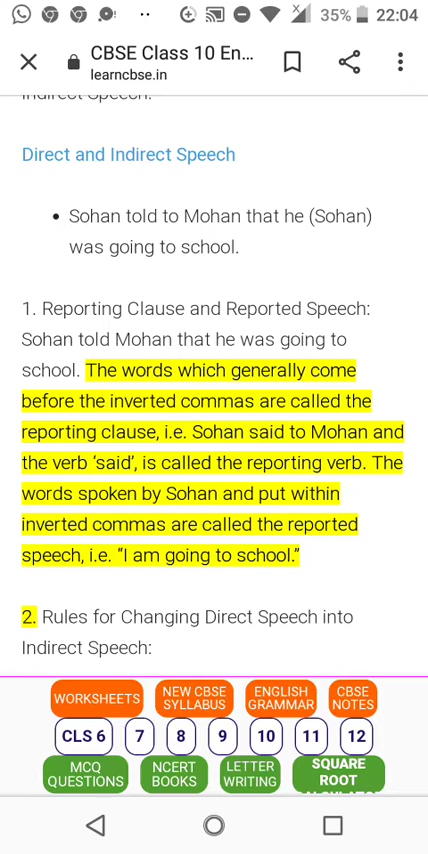 35% 22:04
CBSE Class 10 En...
learncbse.in
Indirect Speech.
Direct and Indirect Speech
• Sohan told to Mohan that he (Sohan)
was going to school.
1. Reporting Clause and Reported Speech:
Sohan told Mohan that he was going to
school. The words which generally come
before the inverted commas are called the
reporting clause, i.e. Sohan said to Mohan and
the verb ‘said’, is called the reporting verb. The
words spoken by Sohan and put within
inverted commas are called the reported
speech, i.e. “I am going to school.”
2. Rules for Changing Direct Speech into
Indirect Speech:
WORKSHEETS NEW CBSE SYLLABUS ENGLISH GRAMMAR CBSE NOTES
CLS 6 7 8 9 10 11 12
MCQ QUESTIONS NCERT BOOKS LETTER WRITING SQUARE ROOT